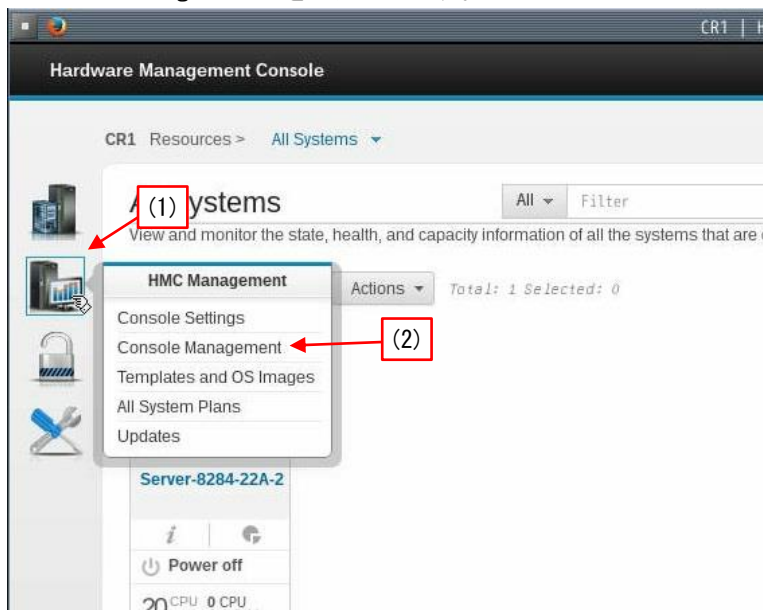 CR1 | H
Hardware Management Console
CR1 Resources > All Systems
(1) ystems
All Filter
View and monitor the state, health, and capacity information of all the systems that are
HMC Management
Actions Total: 1 Selected: 0
Console Settings
Console Management
(2)
Templates and OS Images
All System Plans
Updates
Server-8284-22A-2
i
Power off
20 CPU 0 CPU